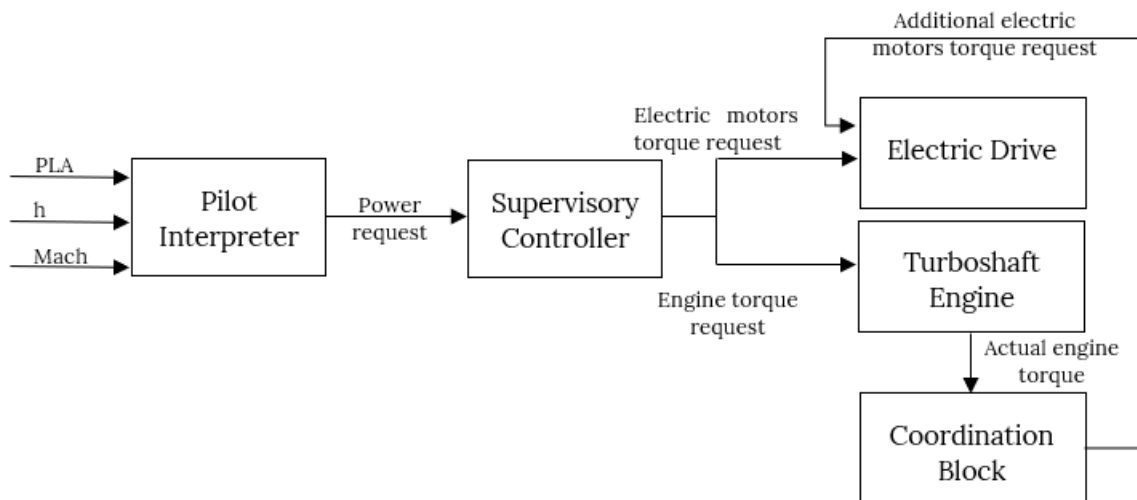 Additional electric
motors torque request
Electric motors
torque request
Electric Drive
PLA
h
Mach
Pilot
Interpreter
Power
request
Supervisory
Controller
Turboshaft
Engine
Engine torque
request
Actual engine
torque
Coordination
Block